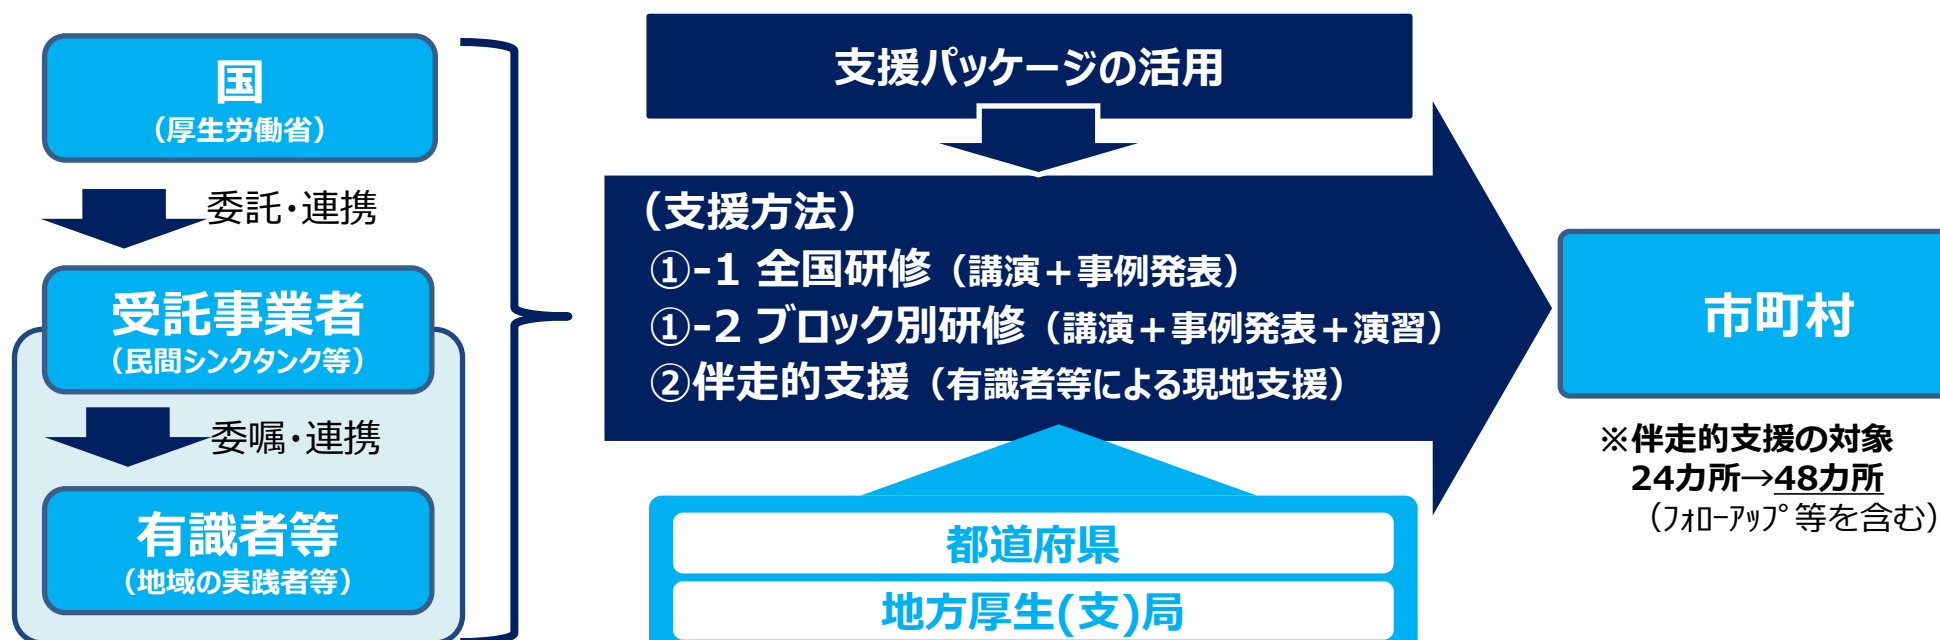 国
（厚生労働省）
委託・連携
受託事業者
（民間シンクタンク等）
委嘱・連携
有識者等
（地域の実践者等）
支援パッケージの活用
（支援方法）
①-1 全国研修（講演＋事例発表）
①-2 ブロック別研修（講演＋事例発表＋演習）
②伴走的支援（有識者等による現地支援）
都道府県
地方厚生(支)局
市町村
※伴走的支援の対象
24カ所→48カ所
（ﾌｫﾛｰｱｯﾌﾟ等を含む）